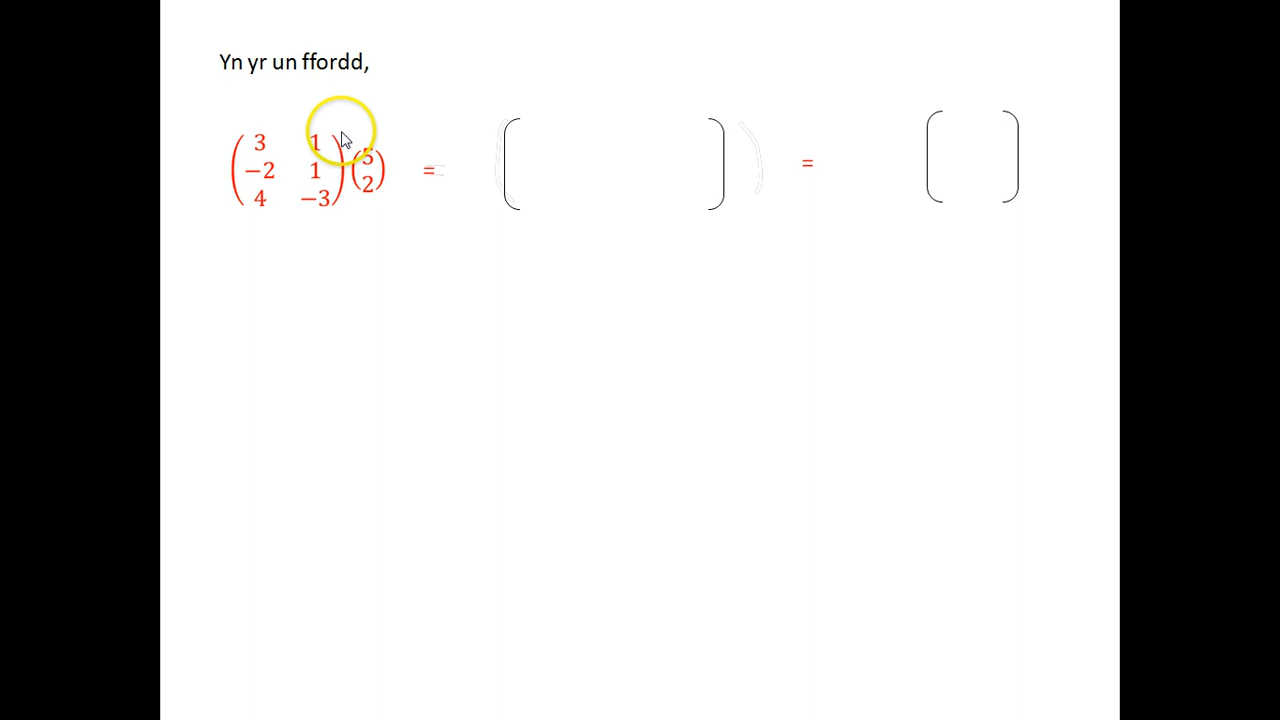 Yn yr un ffordd,
(3 1
−2 1
4 −3) (5
2) = ( ) = ( )